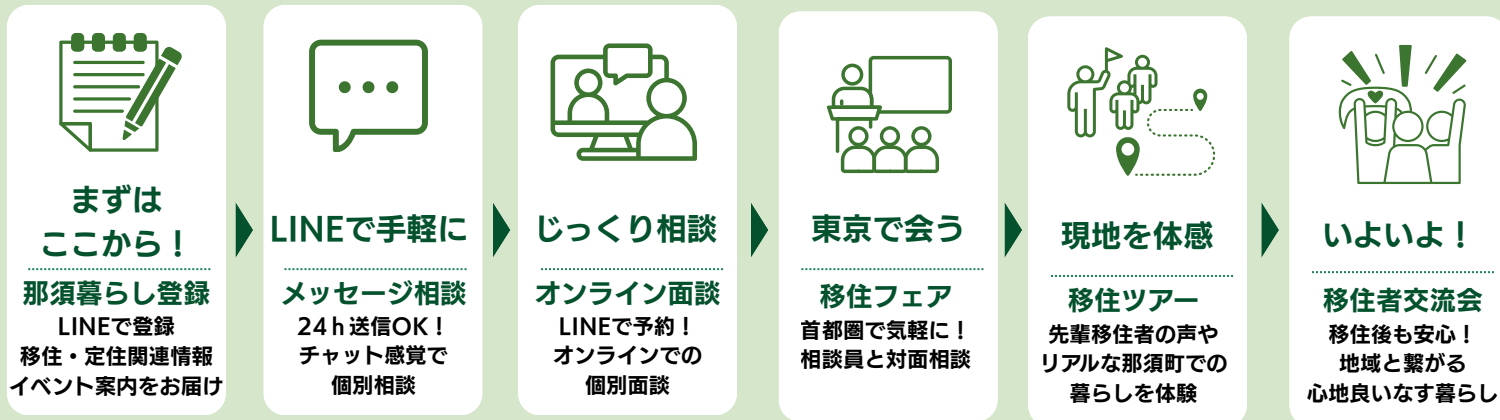 まずは
ここから！
那須暮らし登録
LINEで登録
移住・定住関連情報
イベント案内をお届け
LINEで手軽に
メッセージ相談
24ｈ送信OK！
チャット感覚で
個別相談
じっくり相談
オンライン面談
LINEで予約！
オンラインでの
個別面談
東京で会う
移住フェア
首都圏で気軽に！
相談員と対面相談
現地を体感
移住ツアー
先輩移住者の声や
リアルな那須町での
暮らしを体験
いよいよ！
移住者交流会
移住後も安心！
地域と繋がる
心地良いなす暮らし